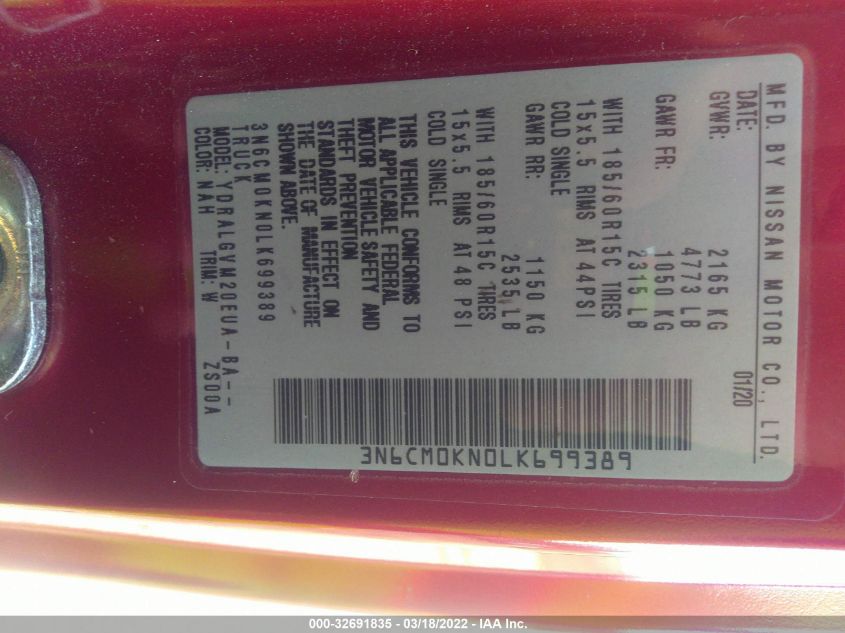 MFD. BY NISSAN MOTOR CO., LTD.
DATE: 01/20
GVWR: 2165 KG
4773 LB
GAWR FR: 1050 KG
2315 LB
WITH 185/60R15C TIRES
15x5.5 RIMS AT 44PSI
COLD SINGLE
GAWR RR: 1150 KG
2535 LB
WITH 185/60R15C TIRES
15x5.5 RIMS AT 48 PSI
COLD SINGLE
THIS VEHICLE CONFORMS TO
ALL APPLICABLE FEDERAL
MOTOR VEHICLE SAFETY AND
THEFT PREVENTION
STANDARDS IN EFFECT ON
THE DATE OF MANUFACTURE
SHOWN ABOVE.
3N6CM0KN0LK699389
TRUCK
MODEL: YDRALGVM20EUA-BA--
COLOR: NAH TRIM: W ZS00A
3N6CM0KN0LK699389
000-32691835 - 03/18/2022 - IAA Inc.